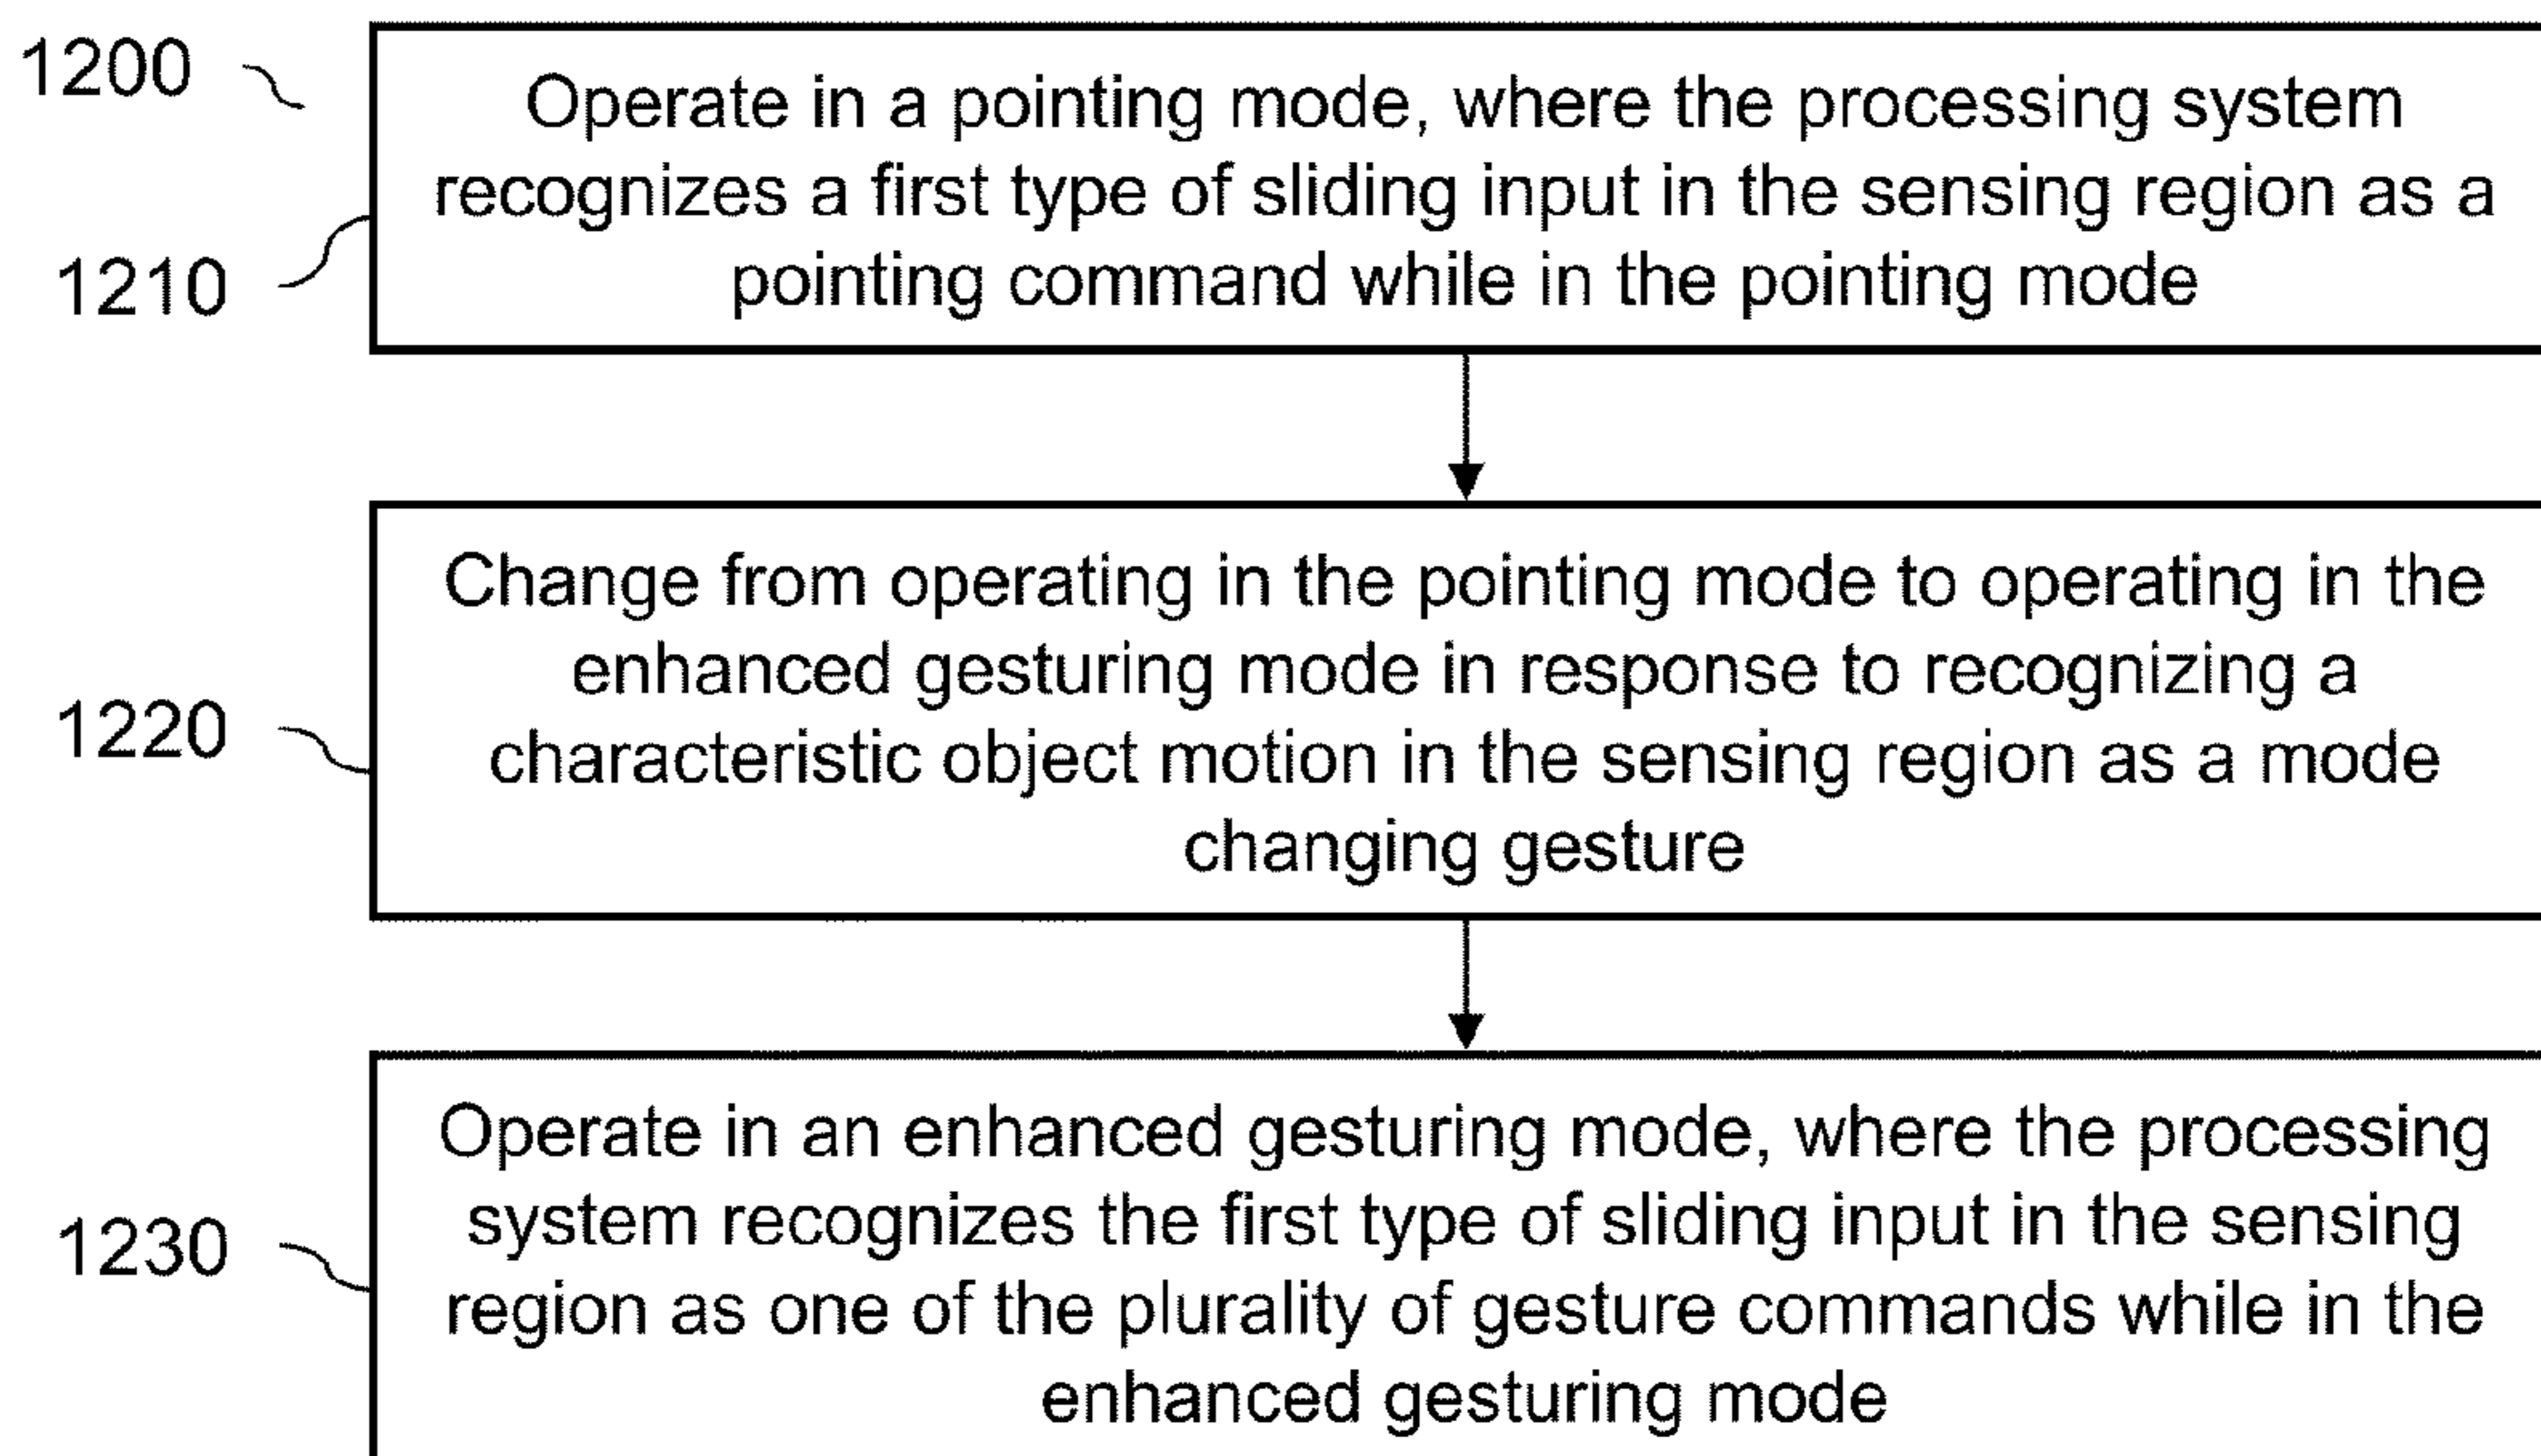 1200
Operate in a pointing mode, where the processing system
recognizes a first type of sliding input in the sensing region as a
1210
pointing command while in the pointing mode
Change from operating in the pointing mode to operating in the
enhanced gesturing mode in response to recognizing a
1220
characteristic object motion in the sensing region as a mode
changing gesture
Operate in an enhanced gesturing mode, where the processing
system recognizes the first type of sliding input in the sensing
1230
region as one of the plurality of gesture commands while in the
enhanced gesturing mode